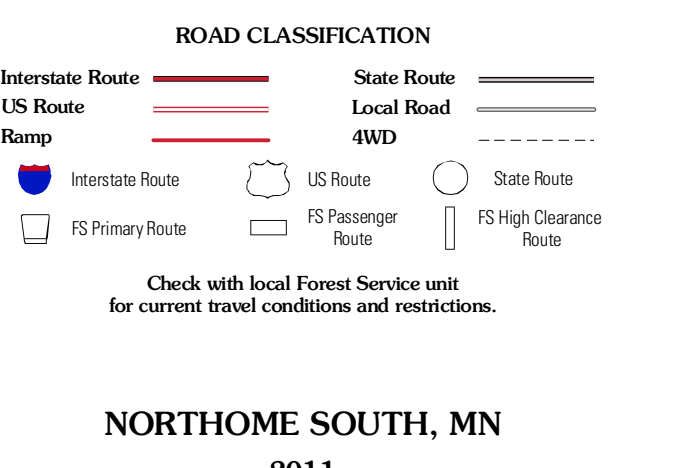 ROAD CLASSIFICATION
Interstate Route State Route
US Route Local Road
Ramp 4WD
Interstate Route US Route State Route
FS Primary Route FS Passenger Route FS High Clearance Route
Check with local Forest Service unit
for current travel conditions and restrictions.
NORTHOME SOUTH, MN
2011